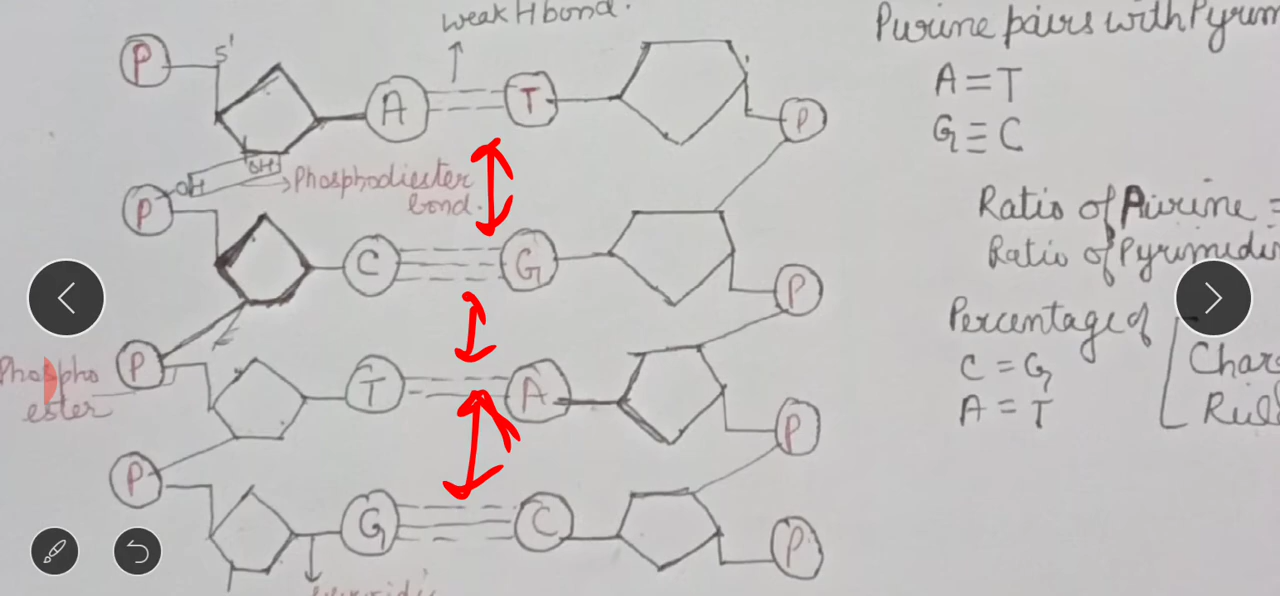 weak H bond.
Purine pairs with Pyrim
P
5'
A
T
P
A = T
G ≡ C
OH
OH
Phosphodiester
bond.
P
C
G
P
Ratio of Purine =
Ratio of Pyrimidi
Percentage of
C = G
A = T
Char
Rul
Phospho
ester
P
T
A
P
P
G
C
P